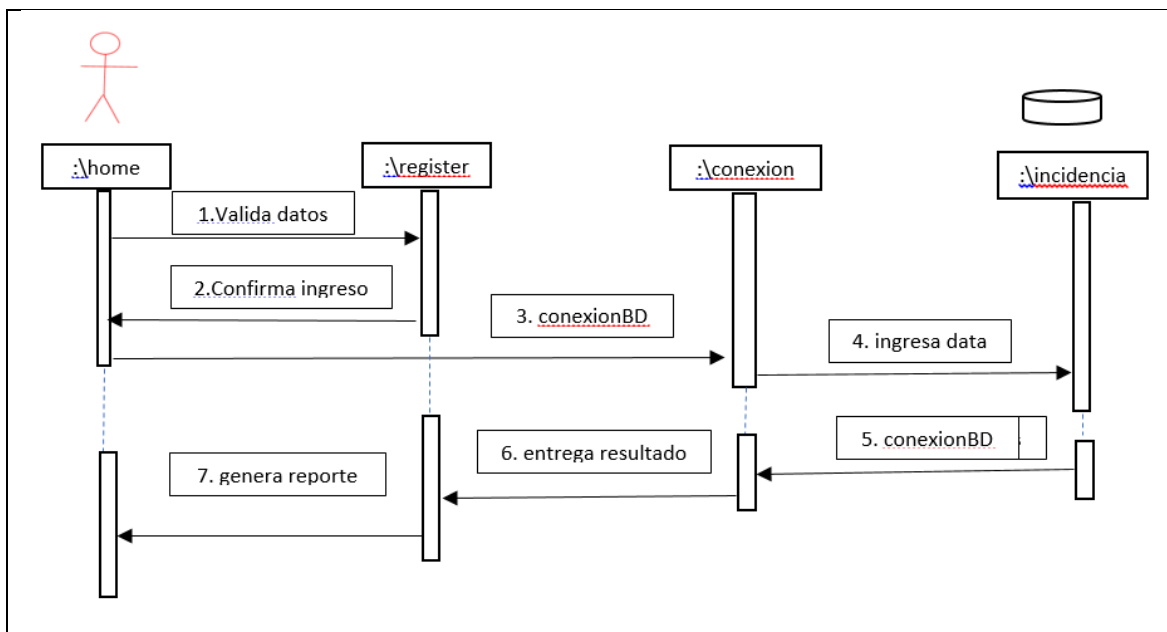 :\home
:\register
:\conexion
:\incidencia
1.Valida datos
2.Confirma ingreso
3. conexionBD
4. ingresa data
5. conexionBD
6. entrega resultado
7. genera reporte